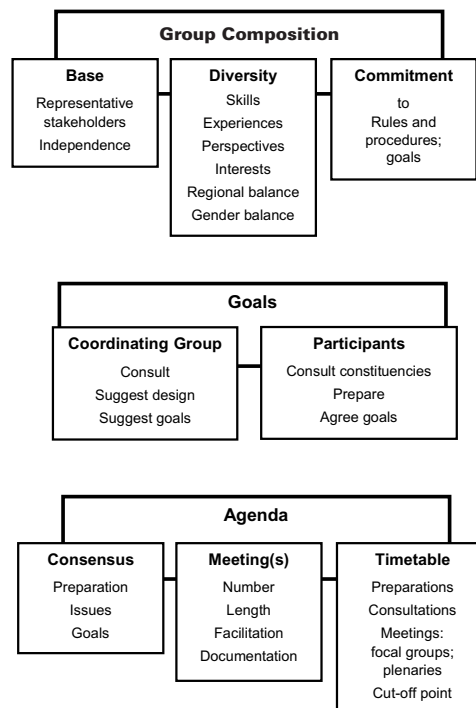 Group Composition
Base
Representative
stakeholders
Independence
Diversity
Skills
Experiences
Perspectives
Interests
Regional balance
Gender balance
Commitment
to
Rules and
procedures;
goals
Goals
Coordinating Group
Consult
Suggest design
Suggest goals
Participants
Consult constituencies
Prepare
Agree goals
Agenda
Consensus
Preparation
Issues
Goals
Meeting(s)
Number
Length
Facilitation
Documentation
Timetable
Preparations
Consultations
Meetings:
focal groups;
plenaries
Cut-off point